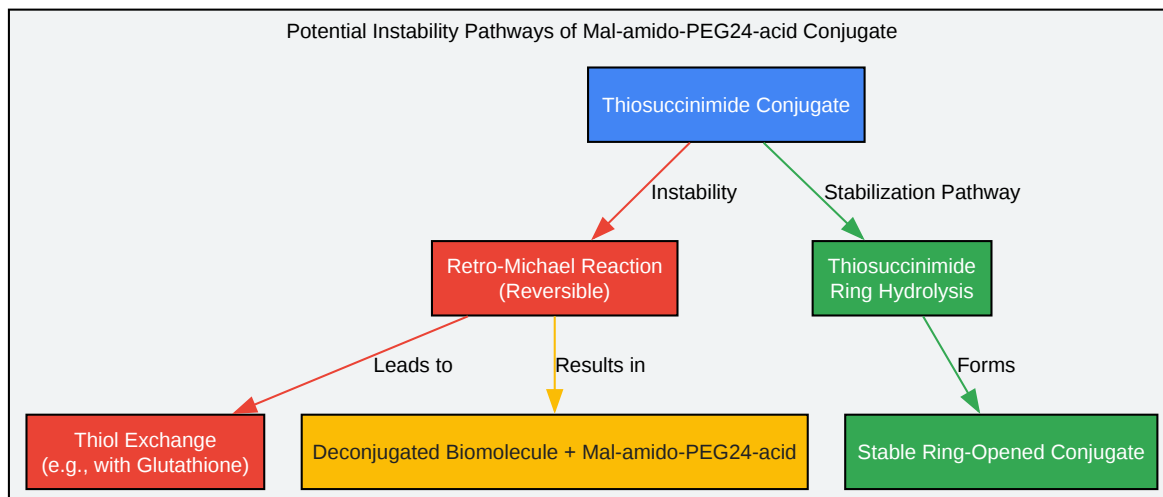 Potential Instability Pathways of Mal-amido-PEG24-acid Conjugate
Thiosuccinimide Conjugate
Instability
Stabilization Pathway
Retro-Michael Reaction
(Reversible)
Thiosuccinimide
Ring Hydrolysis
Leads to
Results in
Forms
Thiol Exchange
(e.g., with Glutathione)
Deconjugated Biomolecule + Mal-amido-PEG24-acid
Stable Ring-Opened Conjugate